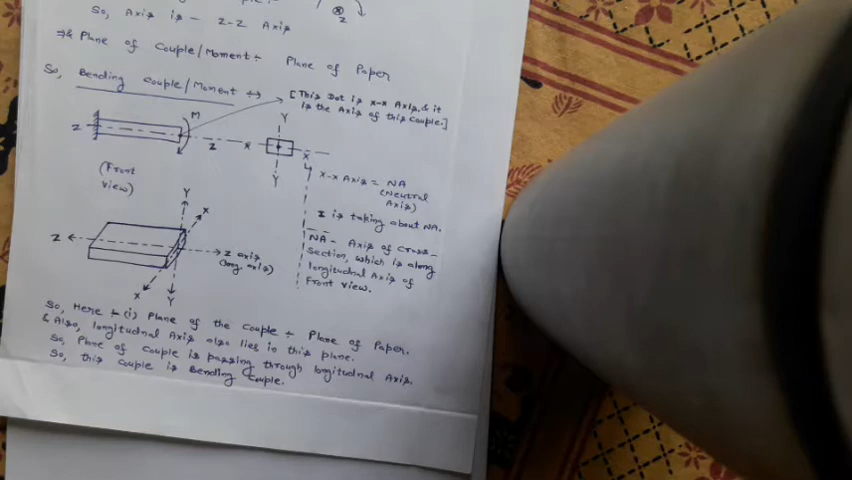 So, Axis is - z-z Axis
z
⇒ & Plane of Couple/Moment ÷ Plane of Paper
So, Bending Couple/Moment ↔
[This Dot is x-x Axis, & it
is the Axis of this Couple.]
M
Y
z
z
x
x
Y
(Front
view)
x-x Axis = NA
(Neutral
Axis)
I is taking about NA.
NA - Axis of Cross-
Section, which is along
longitudnal Axis of
Front view.
Y
x
z
z axis
(long axis)
x
Y
So, Here ÷ (i) Plane of the couple ÷ Plane of Paper.
& Also, longitudnal Axis also lies in this plane.
So, Plane of Couple is passing through longitudnal Axis.
So, this couple is Bending Couple.